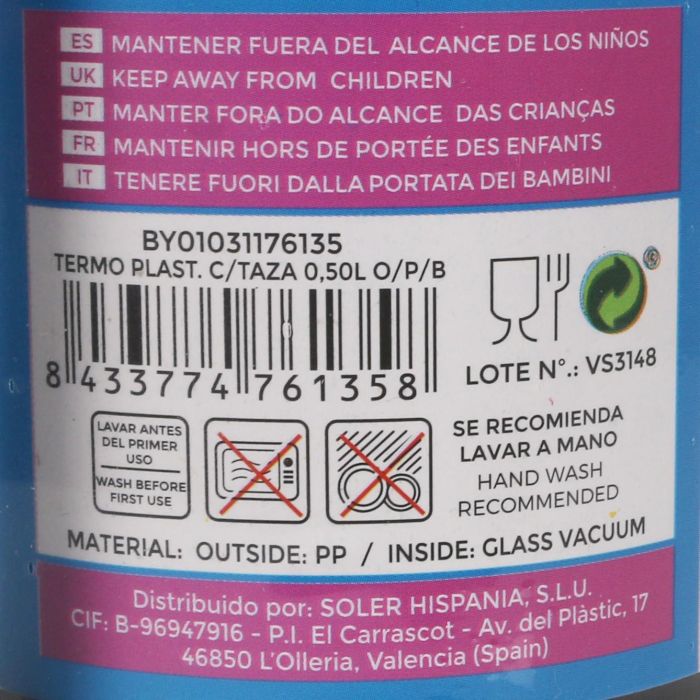 ES MANTENER FUERA DEL ALCANCE DE LOS NIÑOS
UK KEEP AWAY FROM CHILDREN
PT MANTER FORA DO ALCANCE DAS CRIANÇAS
FR MANTENIR HORS DE PORTÉE DES ENFANTS
IT TENERE FUORI DALLA PORTATA DEI BAMBINI
BY01031176135
TERMO PLAST. C/TAZA 0,50L O/P/B
8 433774 761358
LOTE Nº.: VS3148
LAVAR ANTES
DEL PRIMER
USO
WASH BEFORE
FIRST USE
SE RECOMIENDA
LAVAR A MANO
HAND WASH
RECOMMENDED
MATERIAL: OUTSIDE: PP / INSIDE: GLASS VACUUM
Distribuido por: SOLER HISPANIA, S.L.U.
CIF: B-96947916 - P.I. El Carrascot - Av. del Plàstic, 17
46850 L'Olleria, Valencia (Spain)